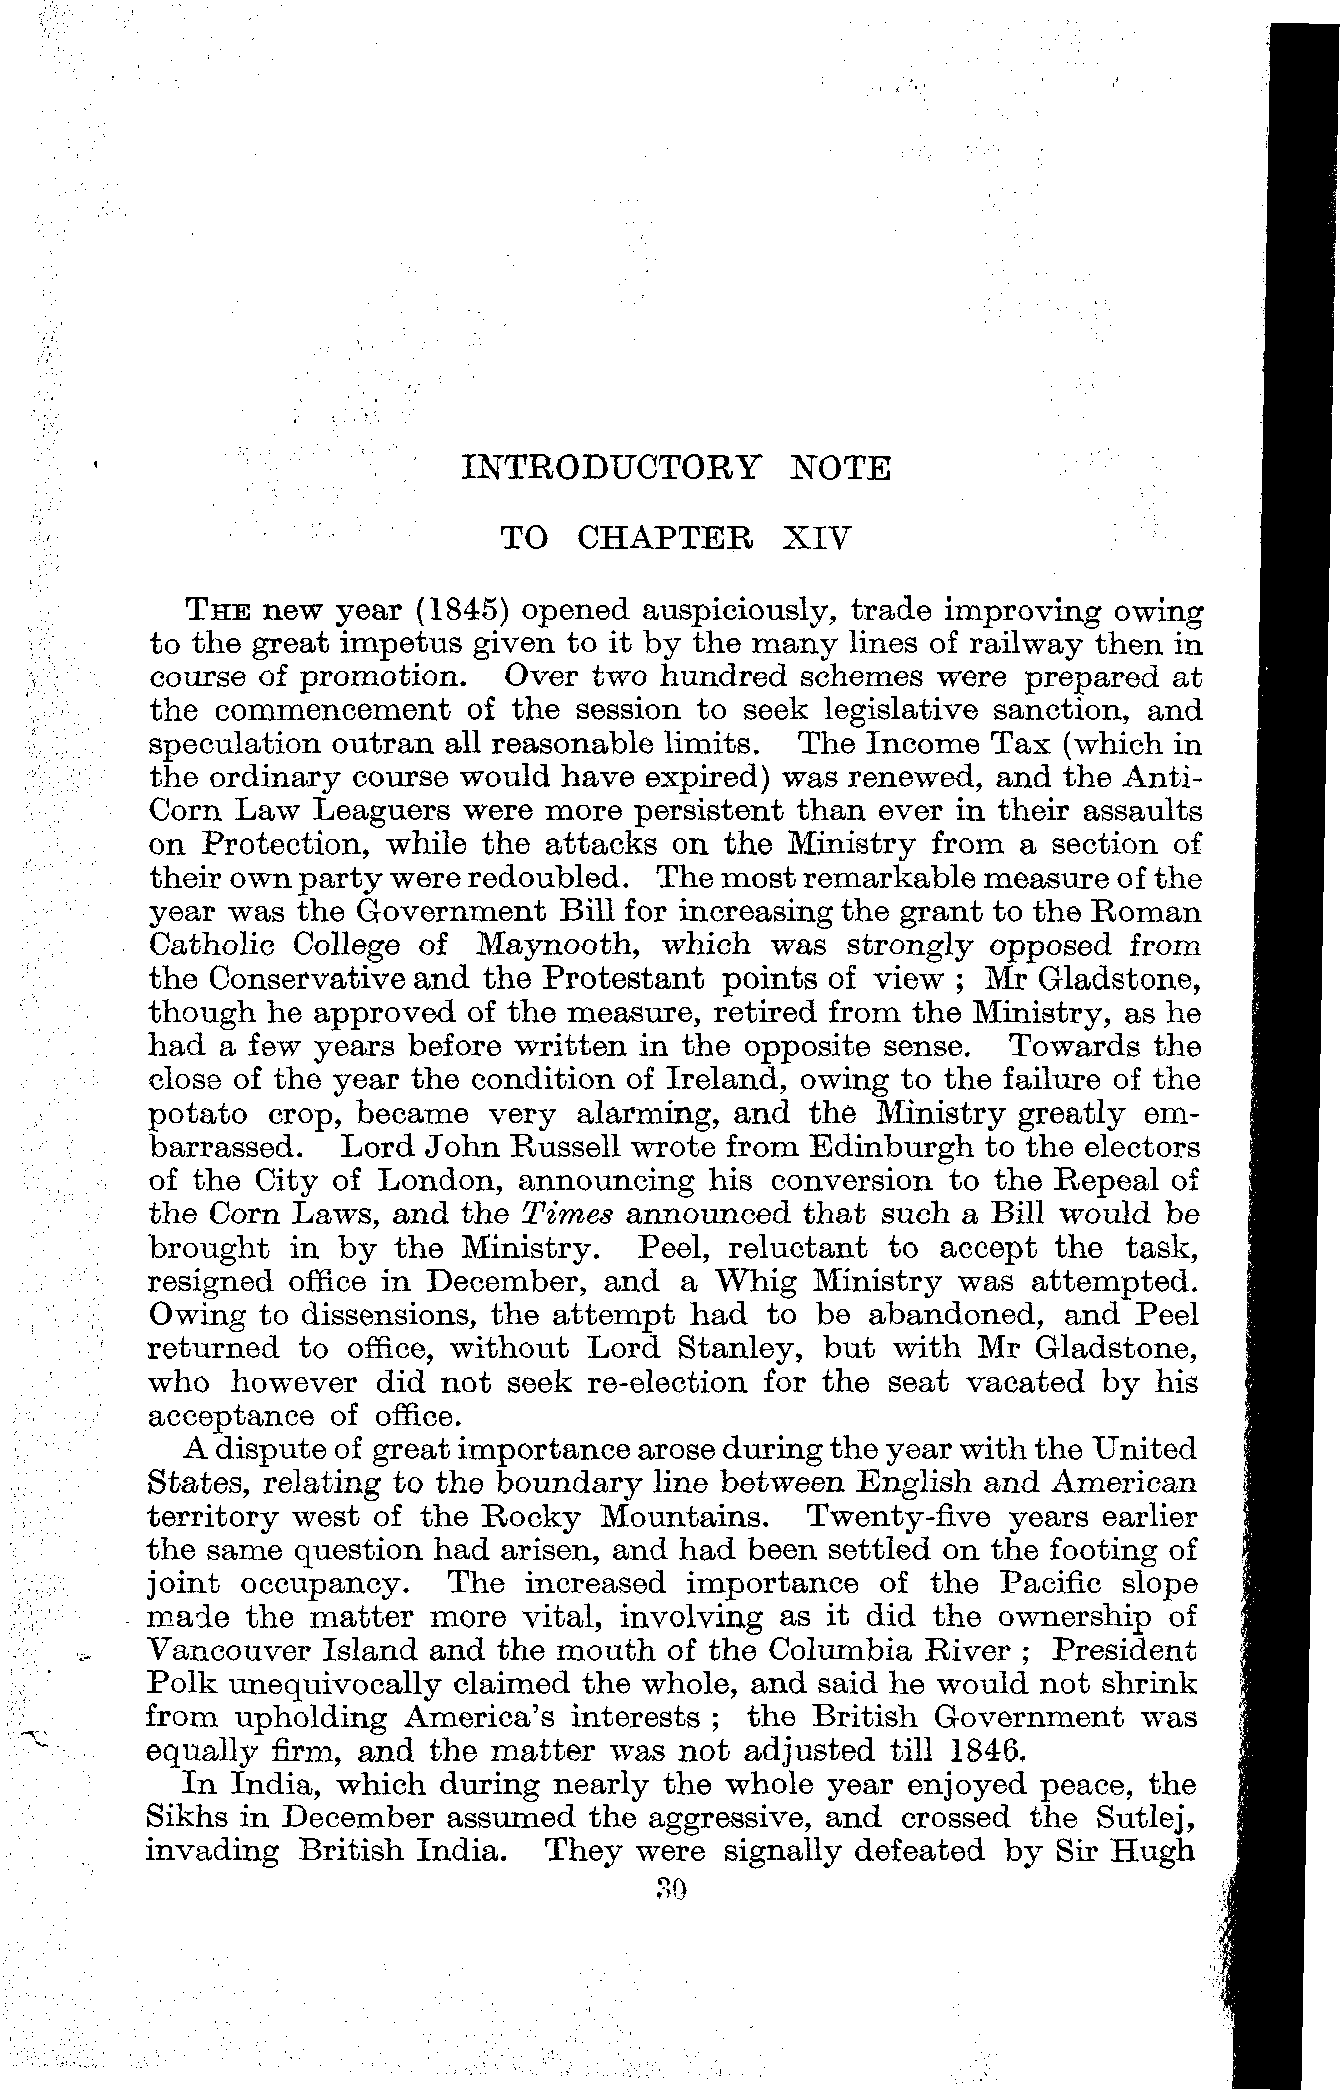 INTRODUCTORY NOTE
TO CHAPTER XIV
THE new year (1845) opened auspiciously, trade improving owing
to the great impetus given to it by the many lines of railway then in
course of promotion. Over two hundred schemes were prepared at
the commencement of the session to seek legislative sanction, and
speculation outran all reasonable limits. The Income Tax (which in
the ordinary course would have expired) was renewed, and the Anti-
Corn Law Leaguers were more persistent than ever in their assaults
on Protection, while the attacks on the Ministry from a section of
their own party were redoubled. The most remarkable measure of the
year was the Government Bill for increasing the grant to the Roman
Catholic College of Maynooth, which was strongly opposed from
the Conservative and the Protestant points of view ; Mr Gladstone,
though he approved of the measure, retired from the Ministry, as he
had a few years before written in the opposite sense. Towards the
close of the year the condition of Ireland, owing to the failure of the
potato crop, became very alarming, and the Ministry greatly em-
barrassed. Lord John Russell wrote from Edinburgh to the electors
of the City of London, announcing his conversion to the Repeal of
the Corn Laws, and the Times announced that such a Bill would be
brought in by the Ministry. Peel, reluctant to accept the task,
resigned office in December, and a Whig Ministry was attempted.
Owing to dissensions, the attempt had to be abandoned, and Peel
returned to office, without Lord Stanley, but with Mr Gladstone,
who however did not seek re-election for the seat vacated by his
acceptance of office.
A dispute of great importance arose during the year with the United
States, relating to the boundary line between English and American
territory west of the Rocky Mountains. Twenty-five years earlier
the same question had arisen, and had been settled on the footing of
joint occupancy. The increased importance of the Pacific slope
made the matter more vital, involving as it did the ownership of
Vancouver Island and the mouth of the Columbia River ; President
Polk unequivocally claimed the whole, and said he would not shrink
from upholding America's interests ; the British Government was
equally firm, and the matter was not adjusted till 1846.
In India, which during nearly the whole year enjoyed peace, the
Sikhs in December assumed the aggressive, and crossed the Sutlej,
invading British India. They were signally defeated by Sir Hugh
30